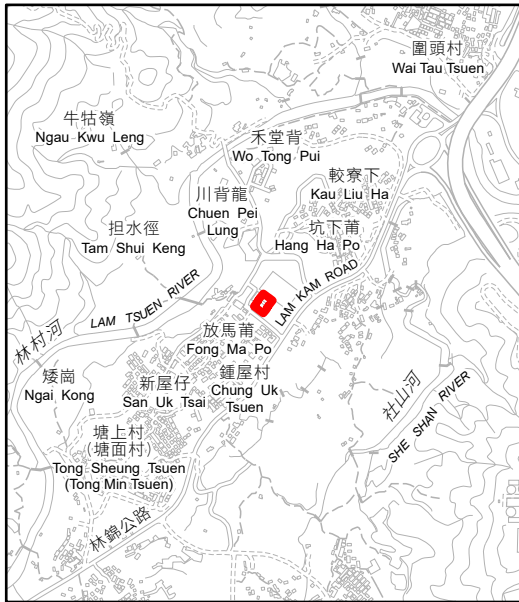 圍頭村
Wai Tau Tsuen
牛牯嶺
Ngau Kwu Leng
禾堂背
Wo Tong Pui
較寮下
Kau Liu Ha
川背龍
Chuen Pei
Lung
坑下莆
Hang Ha Po
担水徑
Tam Shui Keng
LAM KAM ROAD
LAM TSUEN RIVER
林村河
放馬莆
Fong Ma Po
矮崗
Ngai Kong
新屋仔
San Uk Tsai
鍾屋村
Chung Uk
Tsuen
社山河
SHE SHAN RIVER
塘上村
(塘面村)
Tong Sheung Tsuen
(Tong Min Tsuen)
林錦公路